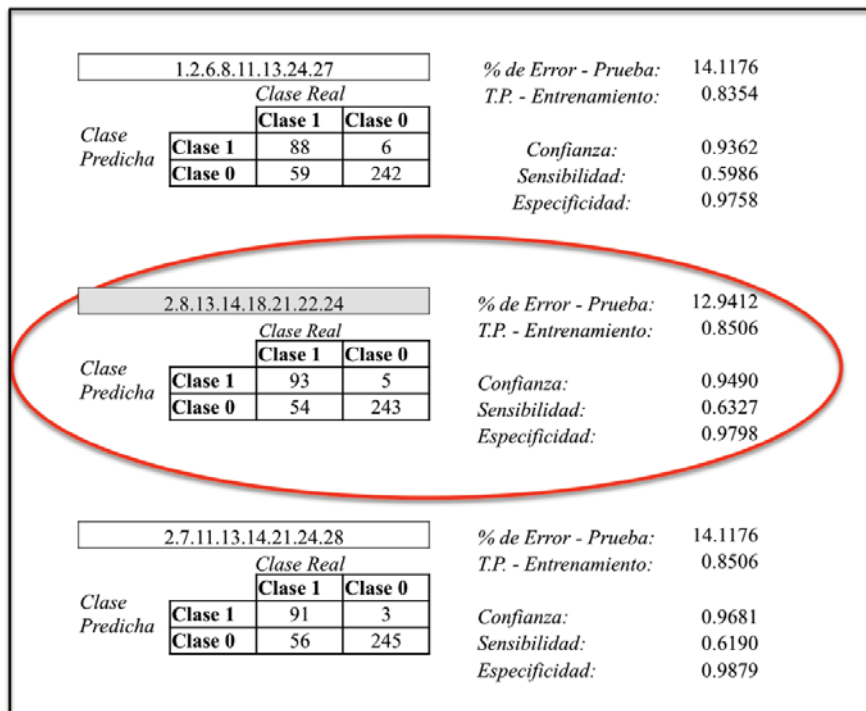 1.2.6.8.11.13.24.27
% de Error - Prueba: 14.1176
Clase Real
T.P. - Entrenamiento: 0.8354
Clase 1 Clase 0
Clase Predicha
Clase 1 88 6
Confianza: 0.9362
Clase 0 59 242
Sensibilidad: 0.5986
Especificidad: 0.9758
2.8.13.14.18.21.22.24
% de Error - Prueba: 12.9412
Clase Real
T.P. - Entrenamiento: 0.8506
Clase 1 Clase 0
Clase Predicha
Clase 1 93 5
Confianza: 0.9490
Clase 0 54 243
Sensibilidad: 0.6327
Especificidad: 0.9798
2.7.11.13.14.21.24.28
% de Error - Prueba: 14.1176
Clase Real
T.P. - Entrenamiento: 0.8506
Clase 1 Clase 0
Clase Predicha
Clase 1 91 3
Confianza: 0.9681
Clase 0 56 245
Sensibilidad: 0.6190
Especificidad: 0.9879